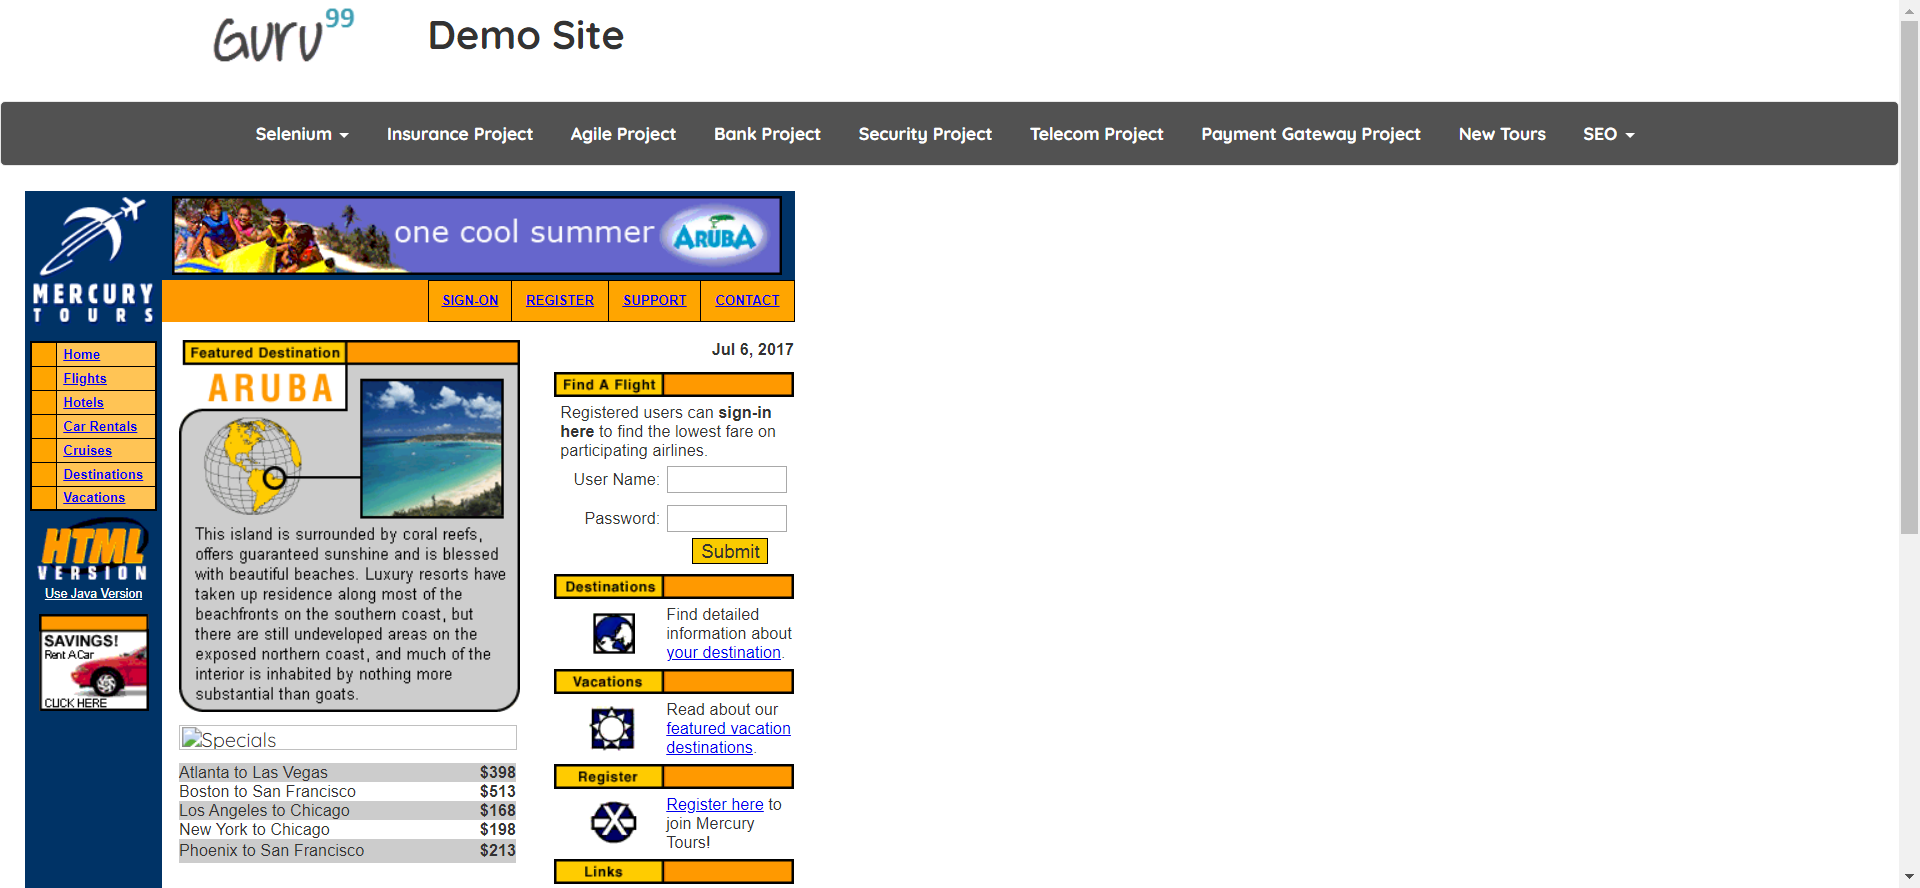 Guru99
Demo Site
Selenium
Insurance Project
Agile Project
Bank Project
Security Project
Telecom Project
Payment Gateway Project
New Tours
SEO
one cool summer
ARUBA
MERCURY
TOURS
SIGN-ON
REGISTER
SUPPORT
CONTACT
Home
Flights
Hotels
Car Rentals
Cruises
Destinations
Vacations
HTML
VERSION
Use Java Version
SAVINGS!
Rent A Car
CLICK HERE
Featured Destination
ARUBA
This island is surrounded by coral reefs,
offers guaranteed sunshine and is blessed
with beautiful beaches. Luxury resorts have
taken up residence along most of the
beachfronts on the southern coast, but
there are still undeveloped areas on the
exposed northern coast, and much of the
interior is inhabited by nothing more
substantial than goats.
Specials
Atlanta to Las Vegas $398
Boston to San Francisco $513
Los Angeles to Chicago $168
New York to Chicago $198
Phoenix to San Francisco $213
Jul 6, 2017
Find A Flight
Registered users can sign-in
here to find the lowest fare on
participating airlines.
User Name:
Password:
Submit
Destinations
Find detailed
information about
your destination.
Vacations
Read about our
featured vacation
destinations.
Register
Register here to
join Mercury
Tours!
Links